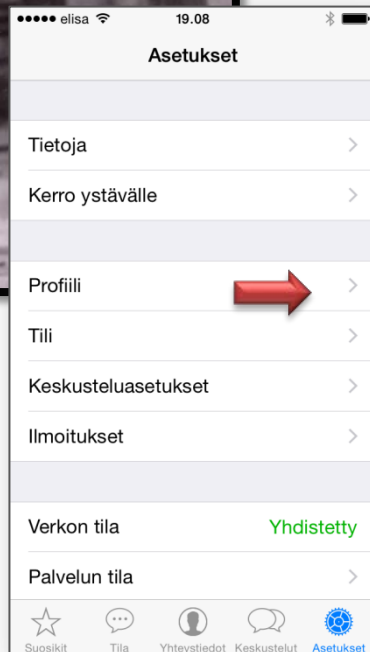 elisa 19.08
Asetukset
Tietoja
Kerro ystävälle
Profiili
Tili
Keskusteluasetukset
Ilmoitukset
Verkon tila Yhdistetty
Palvelun tila
Suosikit Tila Yhteystiedot Keskustelut Asetukset